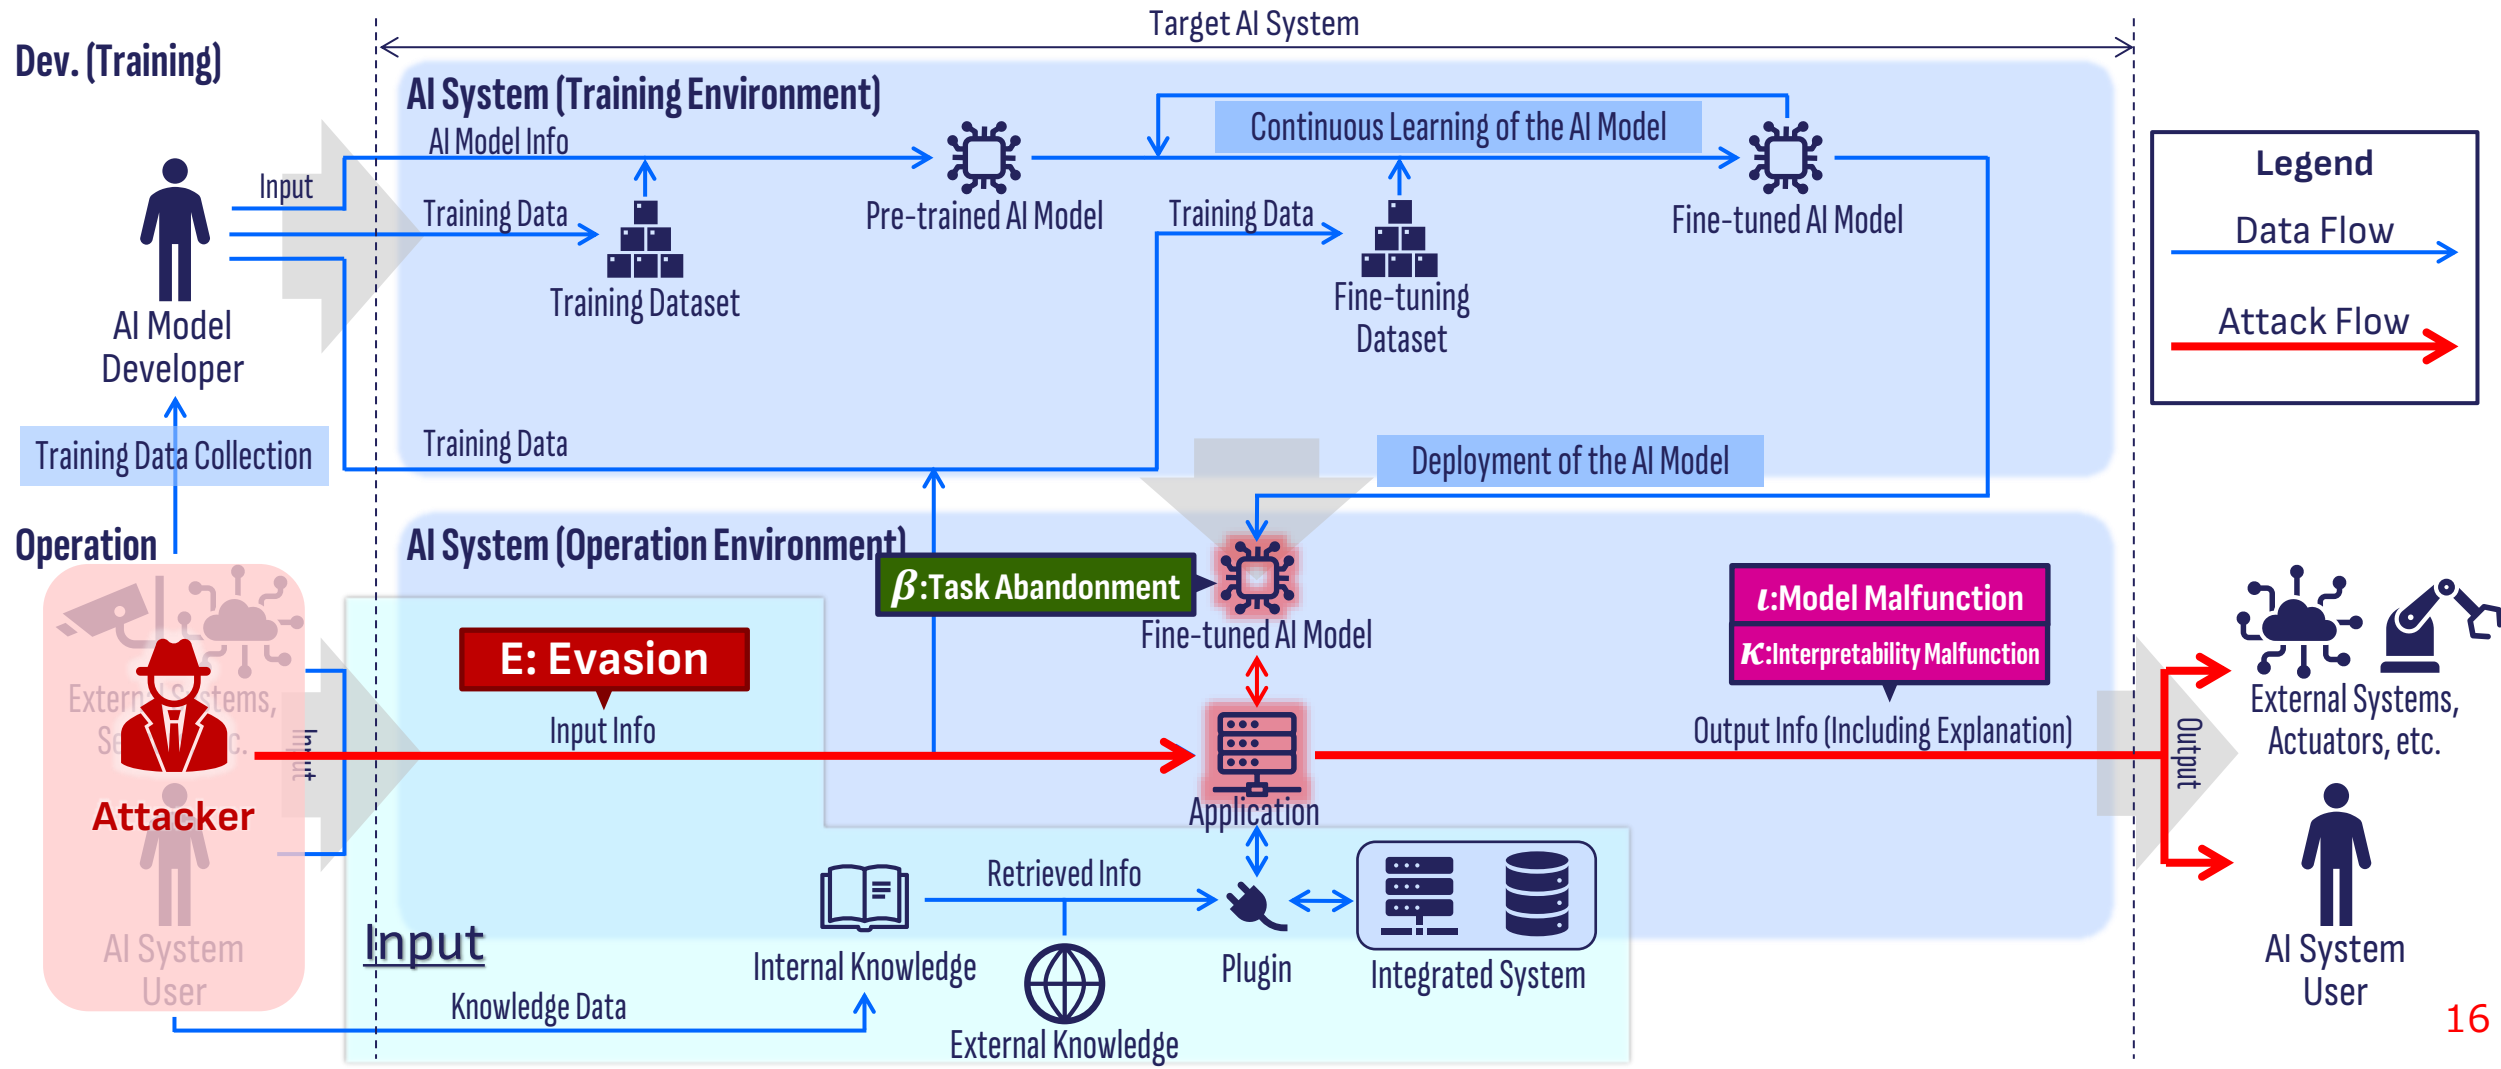 Target AI System
Dev. (Training)
AI System (Training Environment)
Continuous Learning of the AI Model
AI Model Info
Input
Training Data
Pre-trained AI Model
Training Data
Fine-tuned AI Model
Training Dataset
Fine-tuning
Dataset
AI Model
Developer
Legend
Data Flow
Attack Flow
Training Data Collection
Training Data
Deployment of the AI Model
Operation
AI System (Operation Environment)
β:Task Abandonment
Fine-tuned AI Model
E: Evasion
Input Info
ι:Model Malfunction
κ:Interpretability Malfunction
Output Info (Including Explanation)
External Systems,
Attacker
Input
AI System
User
Application
Retrieved Info
Internal Knowledge
External Knowledge
Plugin
Integrated System
Input
Knowledge Data
Output
External Systems,
Actuators, etc.
AI System
User
16